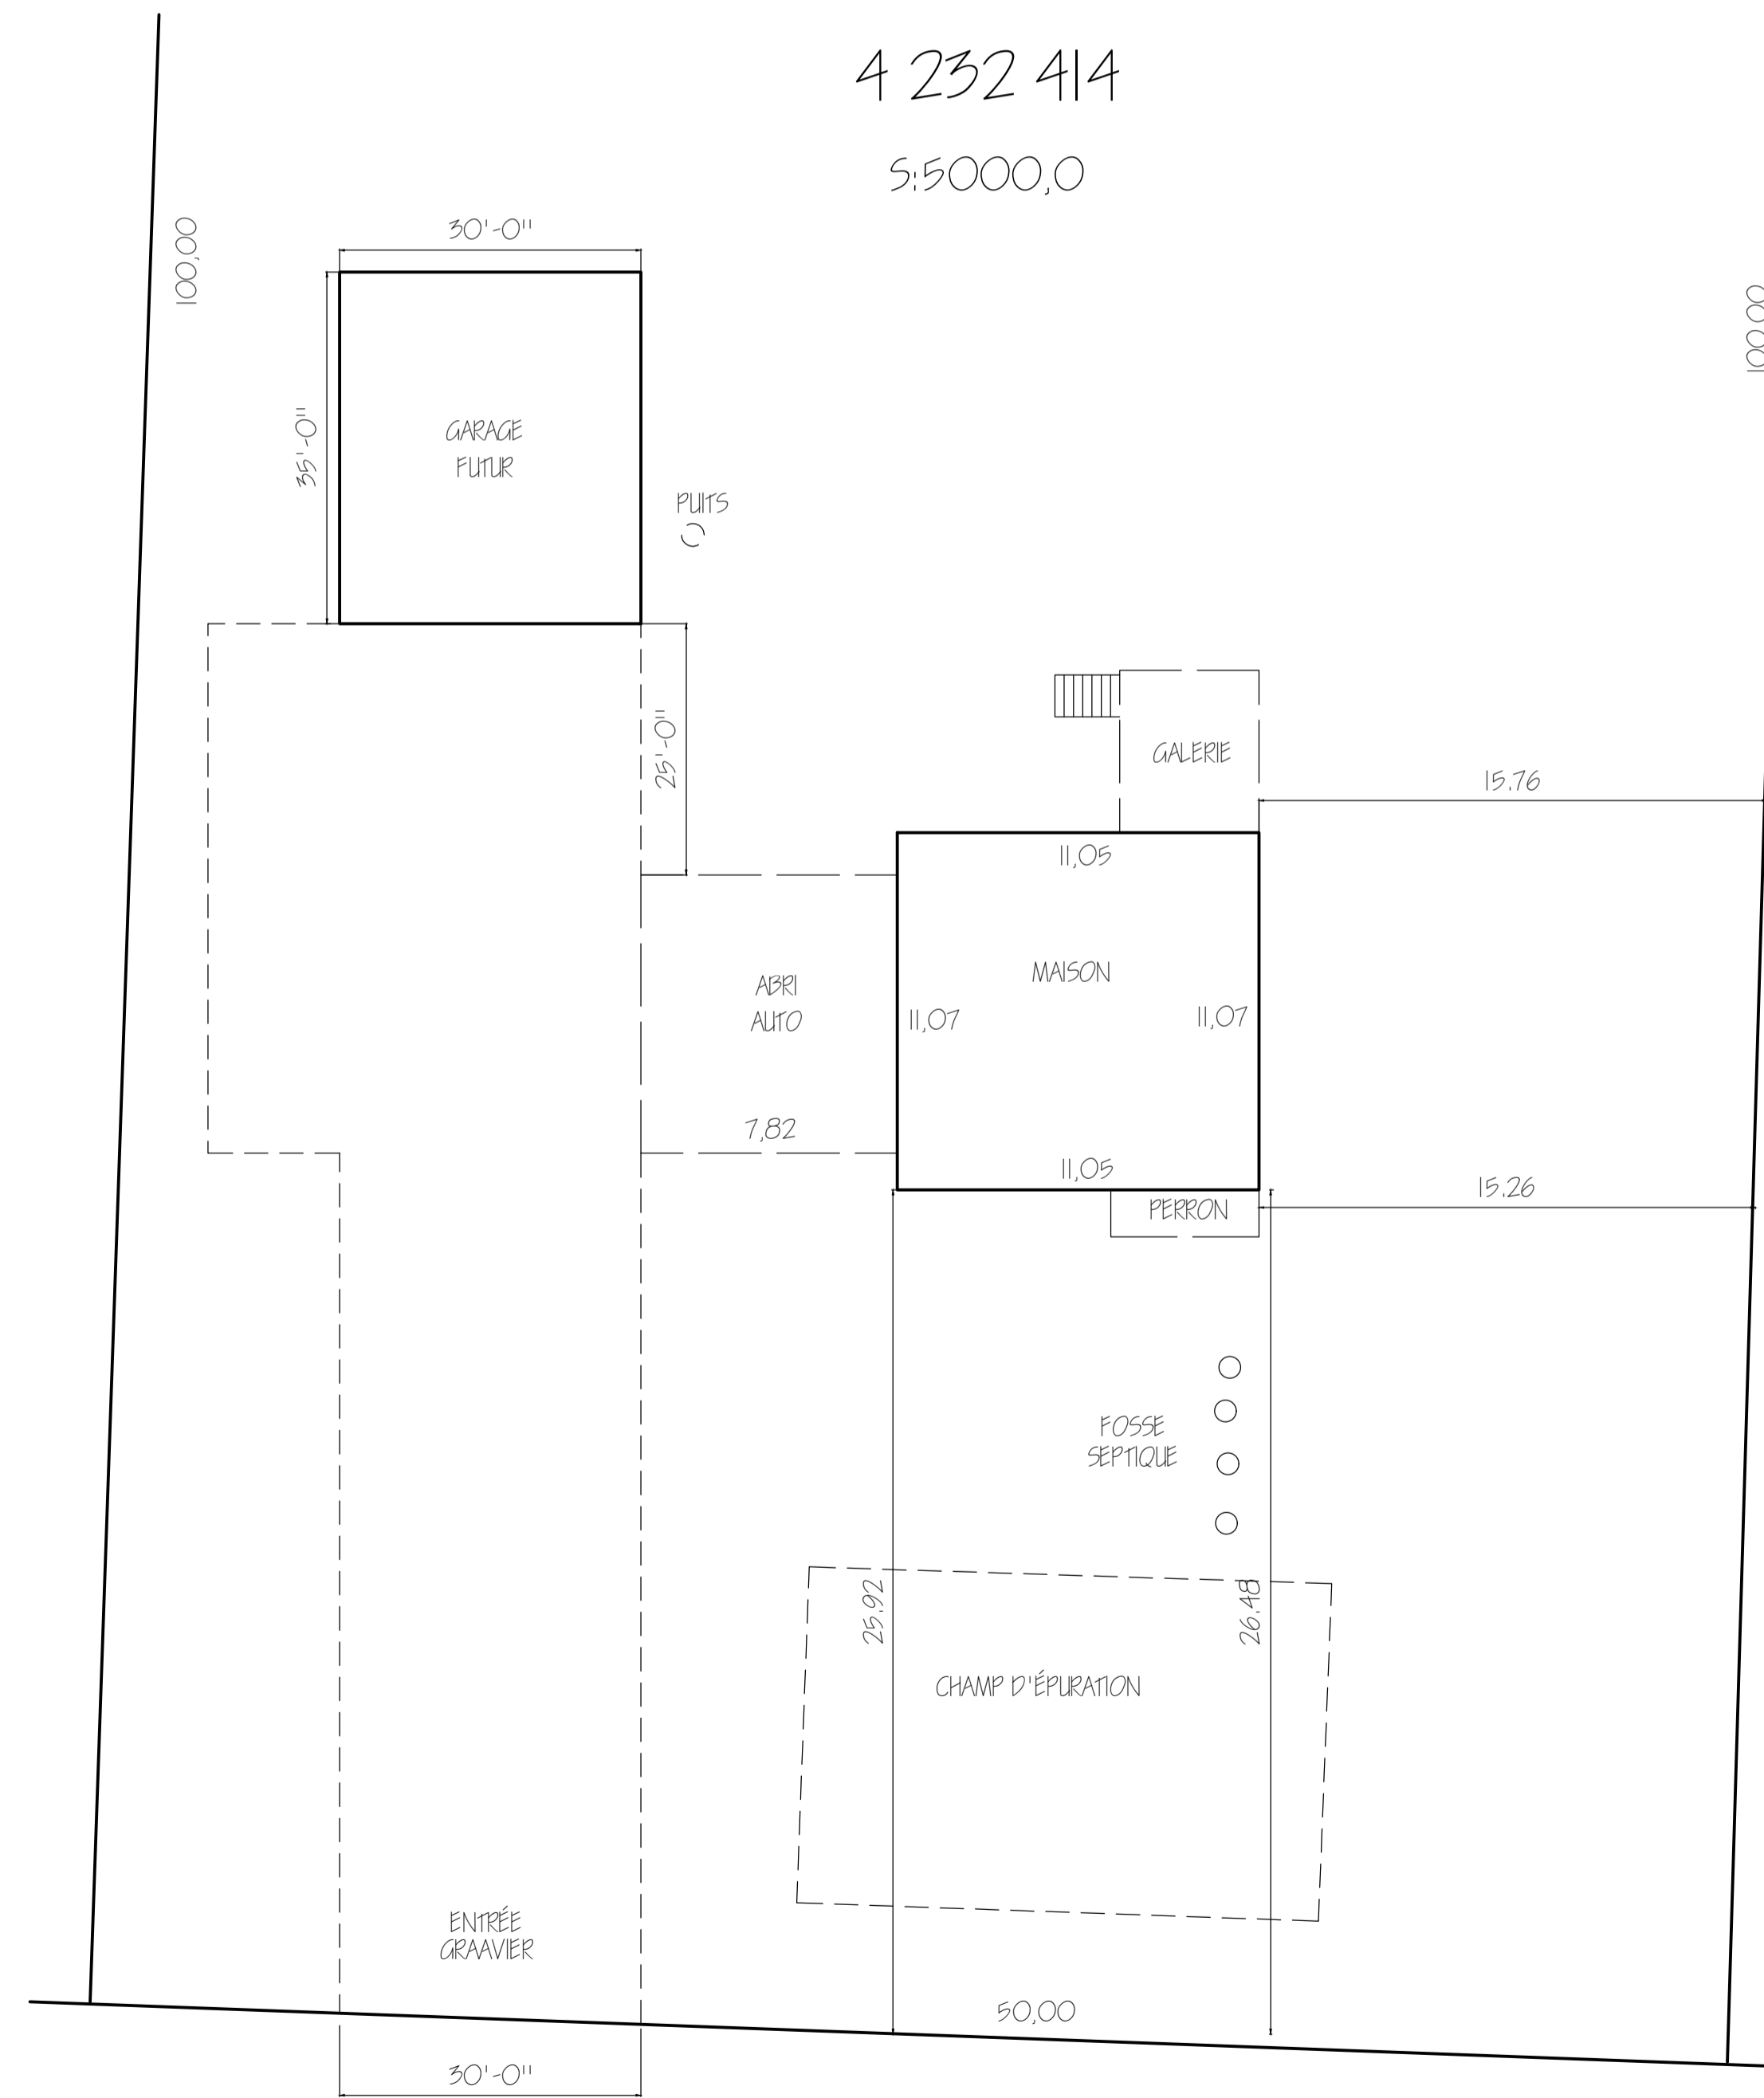 4 232 414
S:5000,0
100,00
30'-0"
100,00
35'-0"
GARAGE
FUTUR
PUITS
25'-0"
GALERIE
15.76
11,05
ABRI
AUTO
MAISON
11,07
11,07
7,82
11,05
PERRON
15.26
FOSSE
SEPTIQUE
25.92
26.48
CHAMP D'ÉPURATION
ENTRÉE
GRAAVIER
50,00
30'-0"